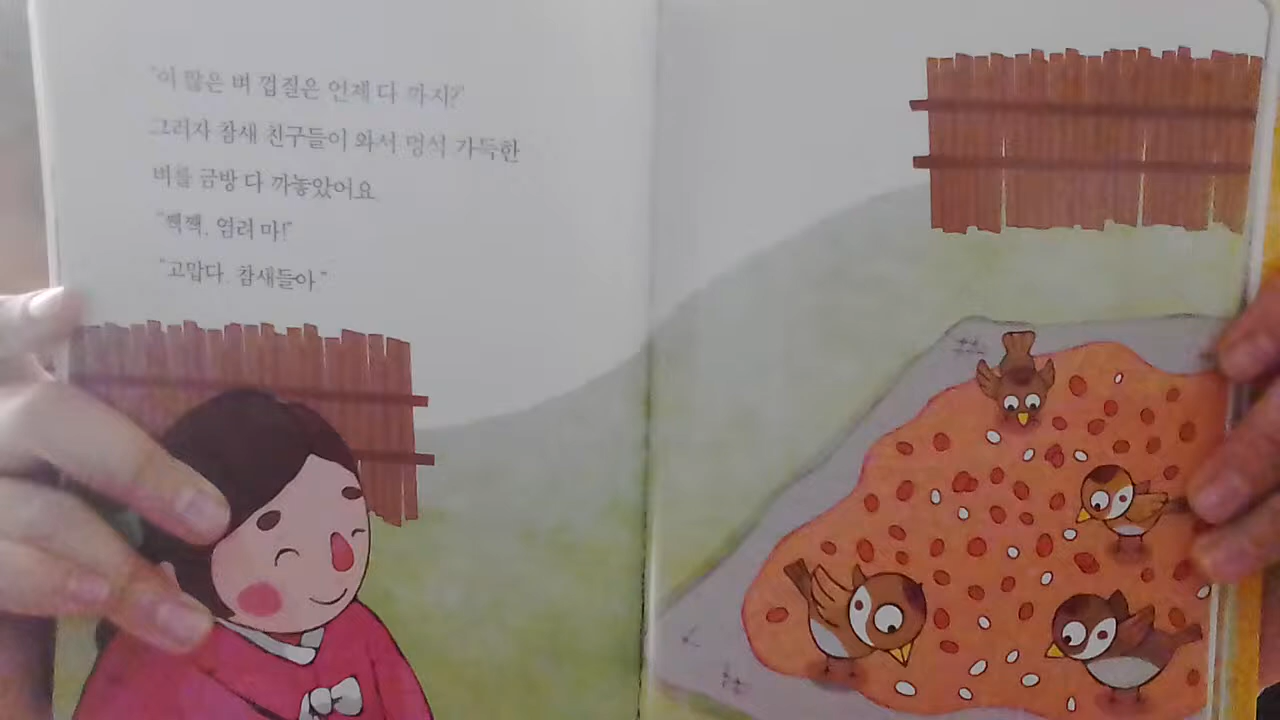 "이 많은 벼 껍질은 언제 다 까지?"
그러자 참새 친구들이 와서 멍석 가득한
벼를 금방 다 까놓았어요.
"짹짹, 염려 마!"
"고맙다, 참새들아."